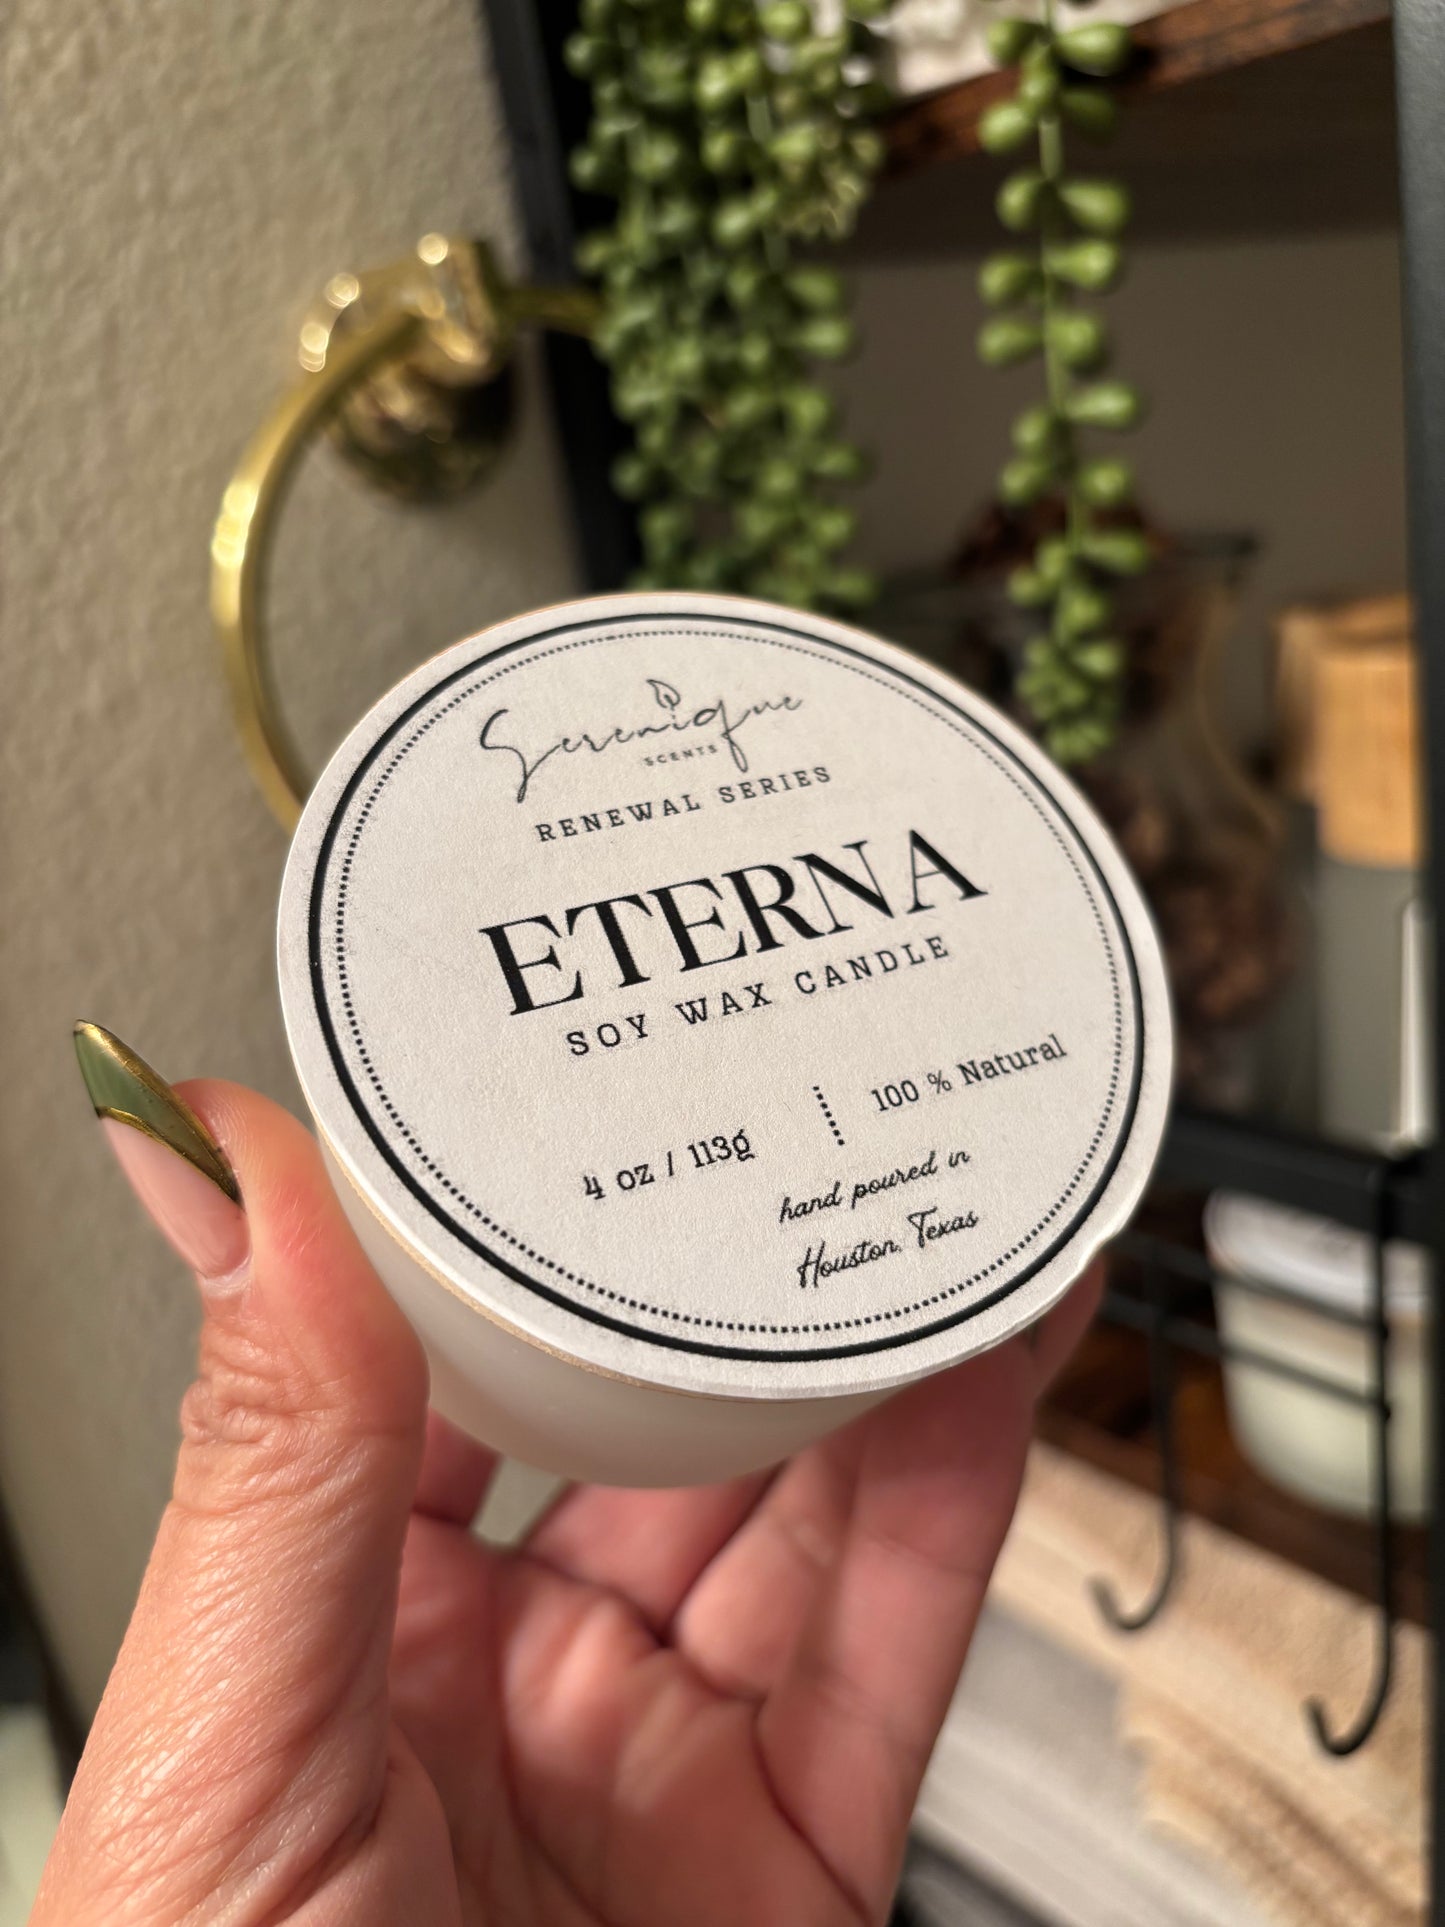 Serenique
SCENTS
RENEWAL SERIES
ETERNA
SOY WAX CANDLE
4 oz / 113g
100 % Natural
hand poured in
Houston, Texas